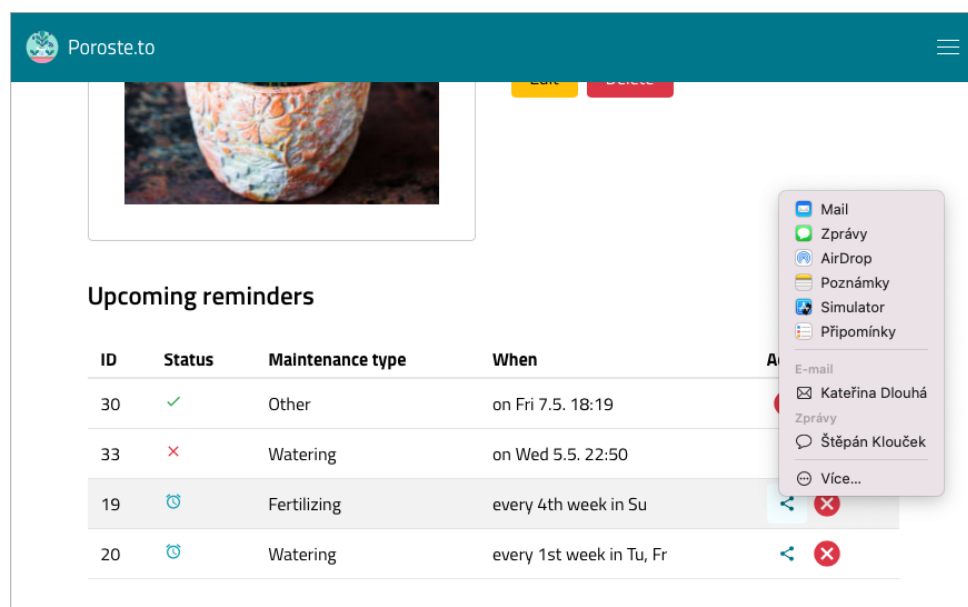 Poroste.to
Edit Delete
Mail
Zprávy
AirDrop
Poznámky
Simulator
Připomínky
E-mail
Kateřina Dlouhá
Zprávy
Štěpán Klouček
Více...
Upcoming reminders
ID Status Maintenance type When
30 Other on Fri 7.5. 18:19
33 Watering on Wed 5.5. 22:50
19 Fertilizing every 4th week in Su
20 Watering every 1st week in Tu, Fr